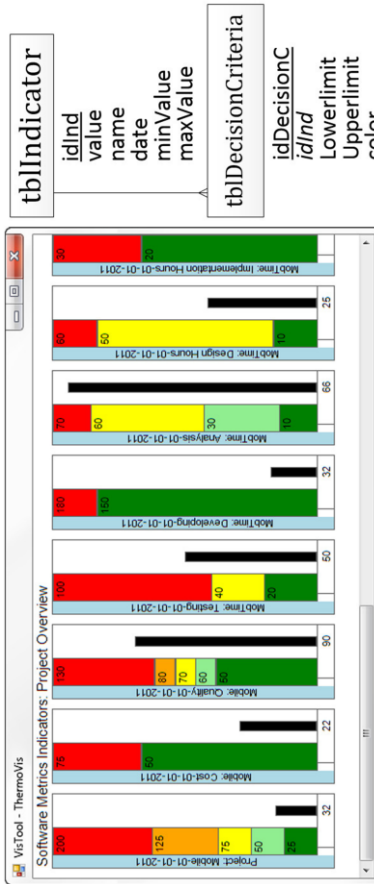 VisTool - ThermoVis
Software Metrics Indicators: Project Overview
Project: Mobile-01-01-2011
200
125
75
50
25
32
Mobile: Cost-01-01-2011
75
50
22
Mobile: Quality-01-01-2011
130
80
70
60
50
90
MobTime: Testing-01-01-2011
100
40
20
50
MobTime: Developing-01-01-2011
180
150
32
MobTime: Analysis-01-01-2011
70
60
30
10
66
MobTime: Design-Hours-01-01-2011
60
50
10
25
MobTime: Implement Hours-01-01-2011
30
20
tblIndicator
idInd
value
name
date
minValue
maxValue
tblDecisionCriteria
idDecisionC
idInd
Lowerlimit
Upperlimit
color